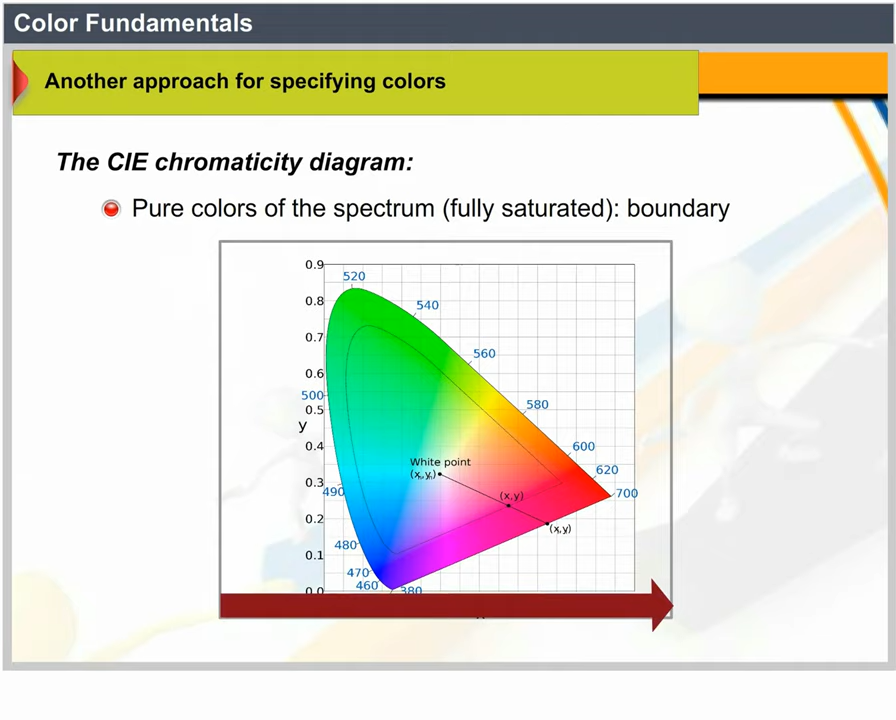 Color Fundamentals
Another approach for specifying colors
The CIE chromaticity diagram:
Pure colors of the spectrum (fully saturated): boundary
0.9
520
0.8
540
0.7
560
0.6
500
580
0.5
y
0.4
600
White point
620
(xₙ,yₙ)
0.3
490
(x,y)
700
0.2
480
0.1
470
460
0.0
380